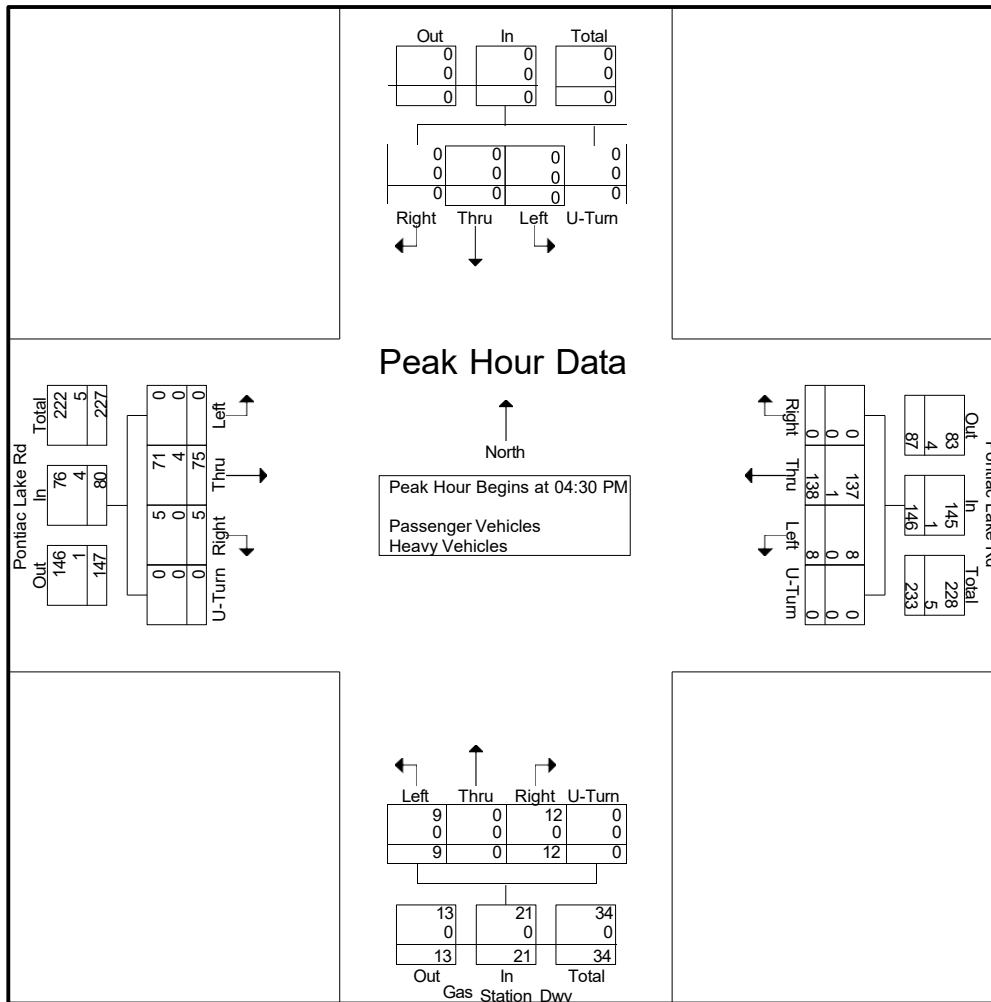 Out In Total
0 0 0
0 0 0
0 0 0
0 0 0 0
0 0 0 0
0 0 0 0
Right Thru Left U-Turn
Peak Hour Data
North
Peak Hour Begins at 04:30 PM
Passenger Vehicles
Heavy Vehicles
Pontiac Lake Rd
Out In Total
146 76 222
1 4 5
147 80 227
U-Turn Right Thru Left
0 5 71 0
0 0 4 0
0 5 75 0
Pontiac Lake Rd
Out In Total
83 145 228
4 1 5
87 146 233
Right Thru Left U-Turn
0 137 8 0
0 1 0 0
0 138 8 0
Left Thru Right U-Turn
9 0 12 0
0 0 0 0
9 0 12 0
13 21 34
0 0 0
13 21 34
Out In Total
Gas Station Dwy